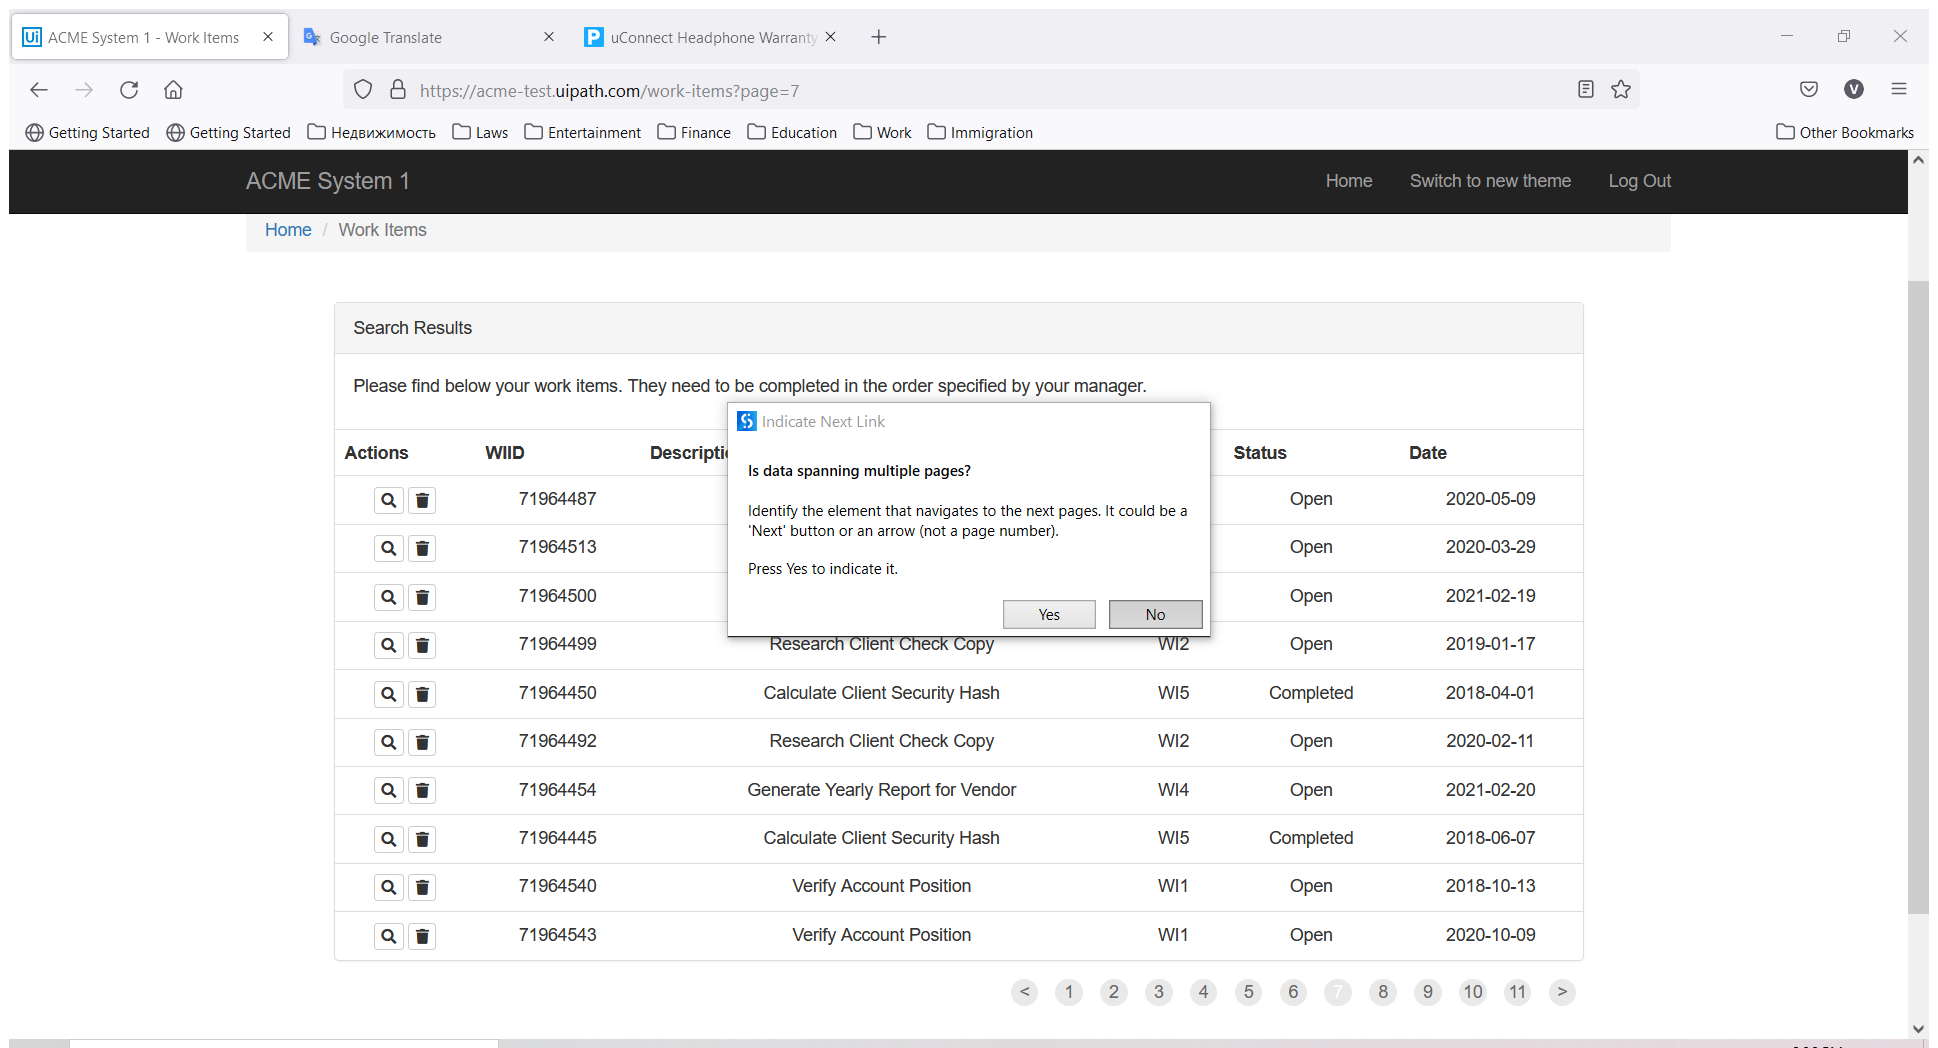 ACME System 1 - Work Items
Google Translate
uConnect Headphone Warranty
https://acme-test.uipath.com/work-items?page=7
V
Getting Started
Getting Started
Недвижимость
Laws
Entertainment
Finance
Education
Work
Immigration
Other Bookmarks
ACME System 1
Home
Switch to new theme
Log Out
Home / Work Items
Search Results
Please find below your work items. They need to be completed in the order specified by your manager.
Indicate Next Link
Is data spanning multiple pages?
Identify the element that navigates to the next pages. It could be a
'Next' button or an arrow (not a page number).
Press Yes to indicate it.
Yes No
Actions WIID Status Date
71964487 Open 2020-05-09
71964513 Open 2020-03-29
71964500 Open 2021-02-19
71964499 Research Client Check Copy WI2 Open 2019-01-17
71964450 Calculate Client Security Hash WI5 Completed 2018-04-01
71964492 Research Client Check Copy WI2 Open 2020-02-11
71964454 Generate Yearly Report for Vendor WI4 Open 2021-02-20
71964445 Calculate Client Security Hash WI5 Completed 2018-06-07
71964540 Verify Account Position WI1 Open 2018-10-13
71964543 Verify Account Position WI1 Open 2020-10-09
< 1 2 3 4 5 6 7 8 9 10 11 >